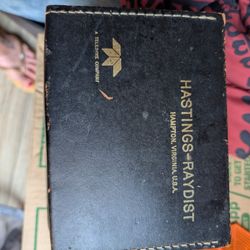 HASTINGS-RAYDIST
HAMPTON, VIRGINIA, U.S.A.
A TELEDYNE COMPANY